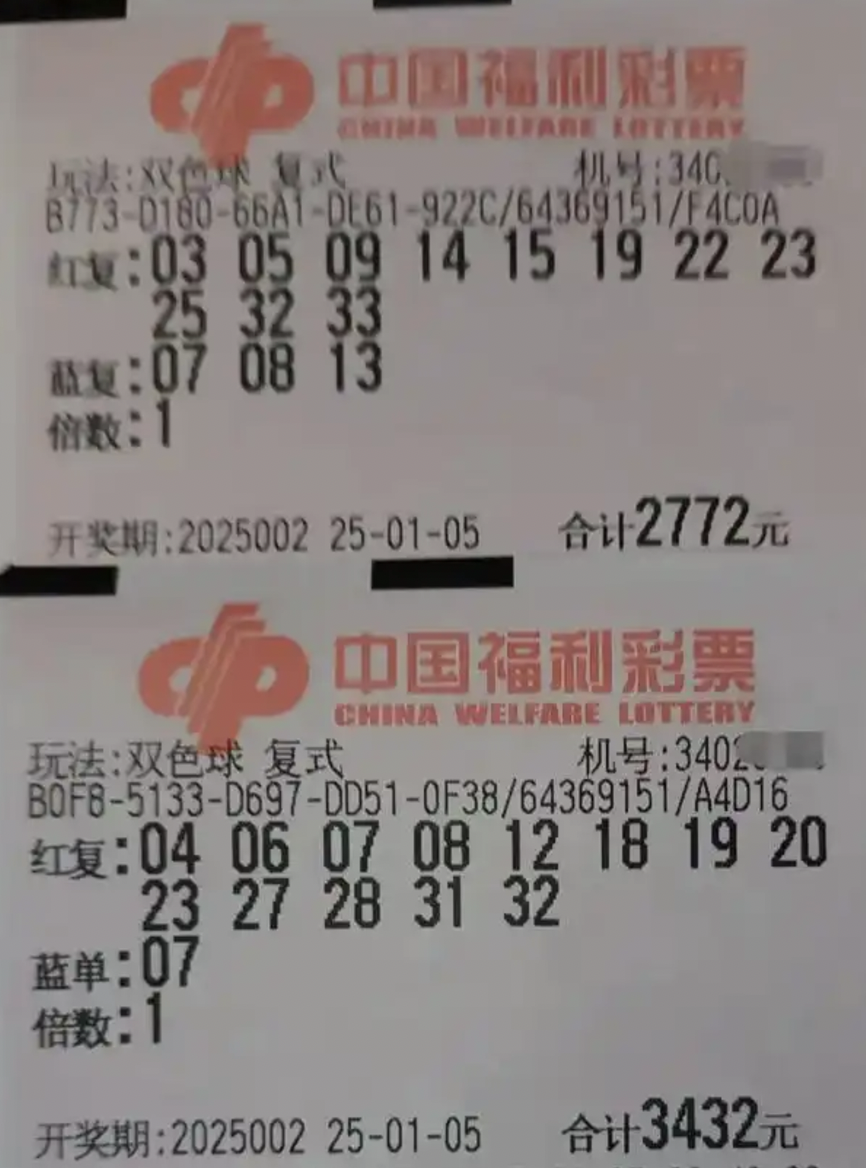 中国福利彩票
CHINA WELFARE LOTTERY
玩法:双色球 复式 机号:340
B773-D180-66A1-DE61-922C/64369151/F4C0A
红复:03 05 09 14 15 19 22 23
25 32 33
蓝复:07 08 13
倍数:1
开奖期:2025002 25-01-05 合计2772元
中国福利彩票
CHINA WELFARE LOTTERY
玩法:双色球 复式 机号:3402
B0F8-5133-D697-DD51-0F38/64369151/A4D16
红复:04 06 07 08 12 18 19 20
23 27 28 31 32
蓝单:07
倍数:1
开奖期:2025002 25-01-05 合计3432元